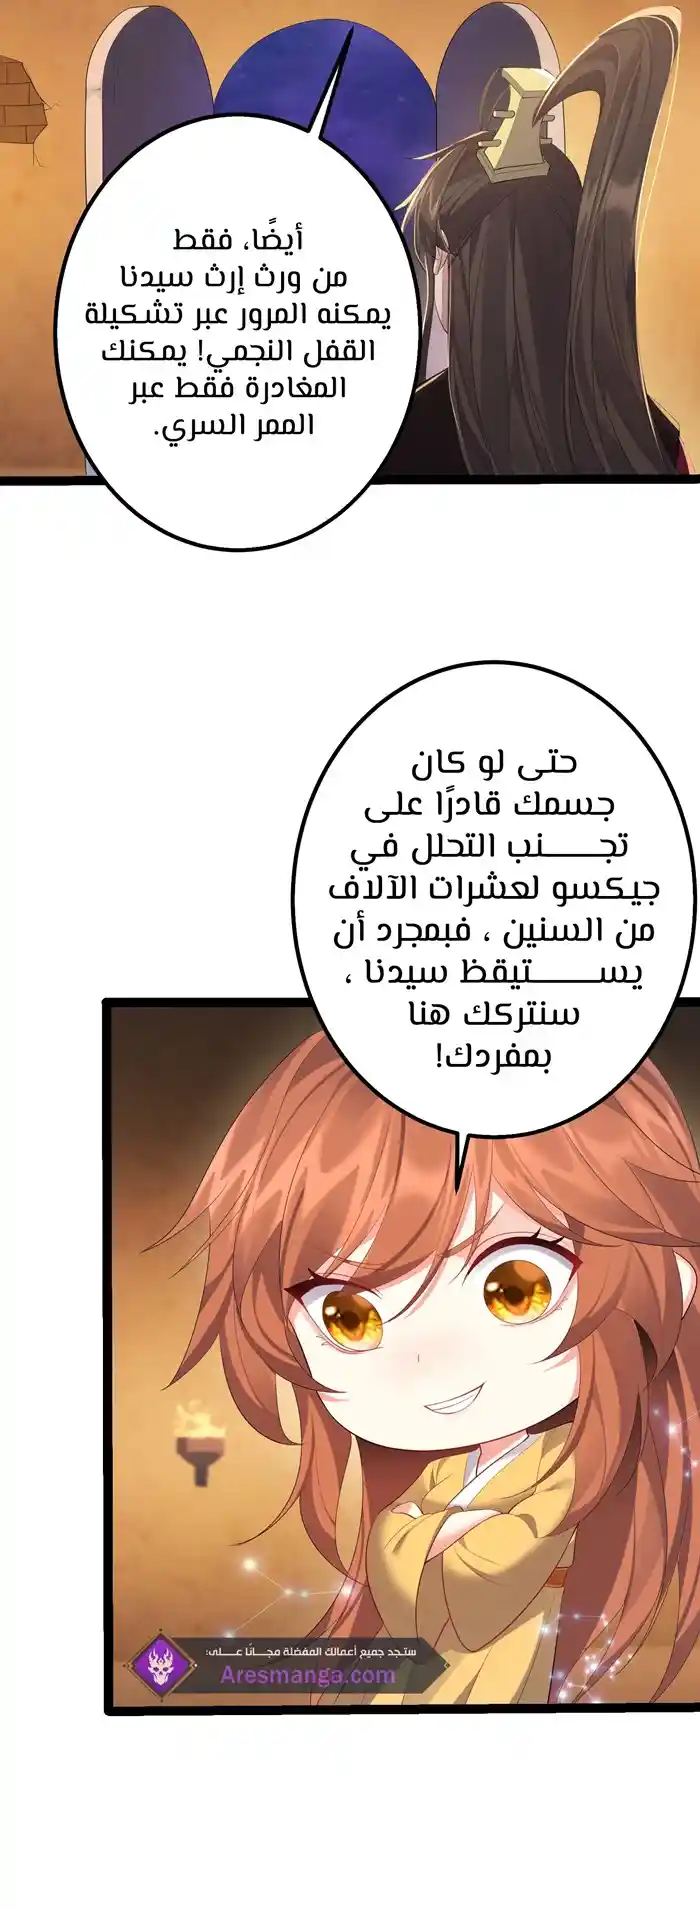 أيضًا، فقط
من ورث إرث سيدنا
يمكنه المرور عبر تشكيلة
القفل النجمي! يمكنك
المغادرة فقط عبر
الممر السري.
حتى لو كان
جسمك قادرًا على
تجـــــنب التحلل في
جيكسو لعشرات الآلاف
من السنين ، فبمجرد أن
يســـــتيقظ سيدنا ،
سنتركك هنا
بمفردك!
ستجد جميع أعمالك المفضلة مجـــانًا علـــى:
Aresmanga.com